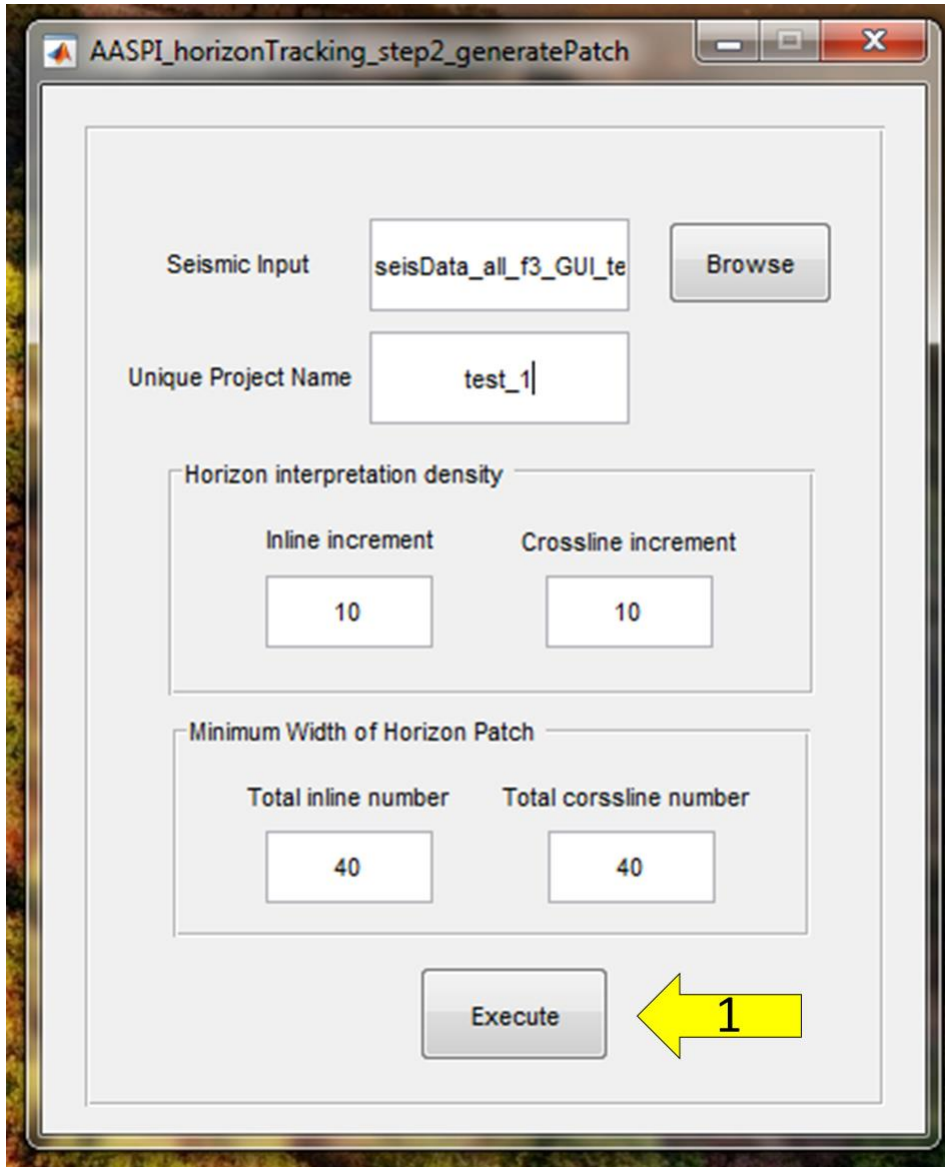 AASPI_horizonTracking_step2_generatePatch
Seismic Input
seisData_all_f3_GUI_te
Browse
Unique Project Name
test_1
Horizon interpretation density
Inline increment
Crossline increment
10
10
Minimum Width of Horizon Patch
Total inline number
Total corssline number
40
40
Execute
1